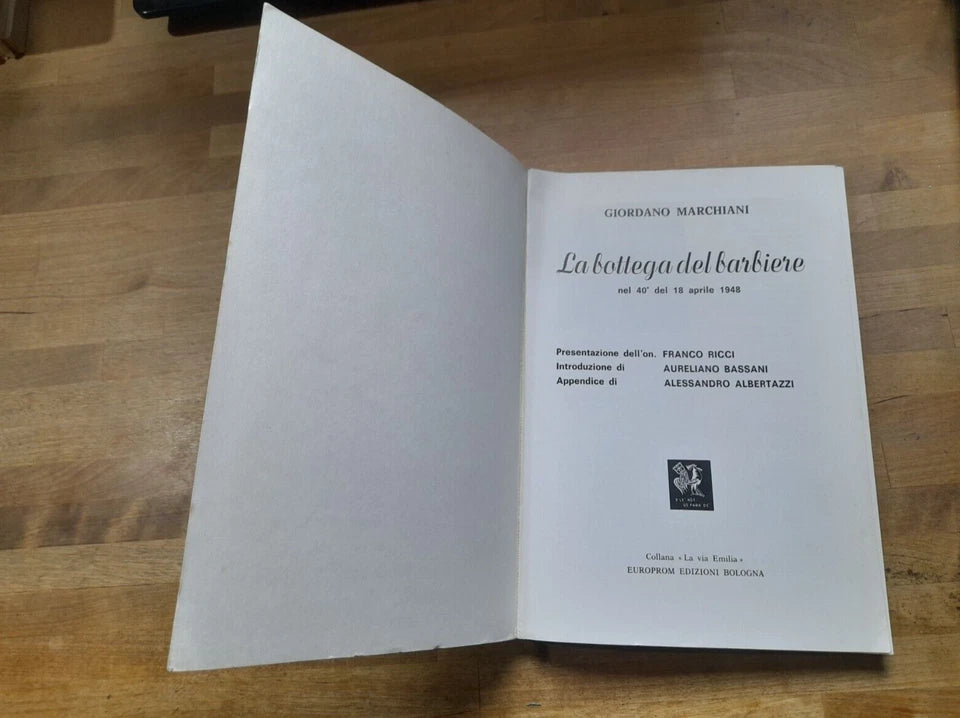 GIORDANO MARCHIANI
La bottega del barbiere
nel 40° del 18 aprile 1948
Presentazione dell'on. FRANCO RICCI
Introduzione di AURELIANO BASSANI
Appendice di ALESSANDRO ALBERTAZZI
Collana « La via Emilia »
EUROPROM EDIZIONI BOLOGNA